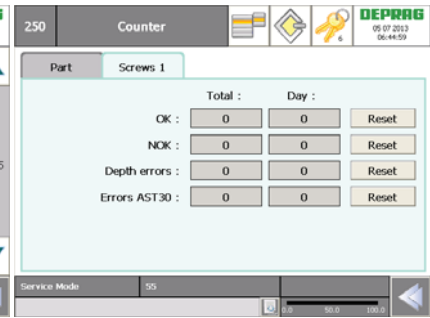 250 Counter 6 DEPRAG
05 07 2013
06:44:59
Part Screws 1
Total : Day :
OK : 0 0 Reset
NOK : 0 0 Reset
Depth errors : 0 0 Reset
Errors AST30 : 0 0 Reset
Service Mode 55
0.0 50.0 100.0